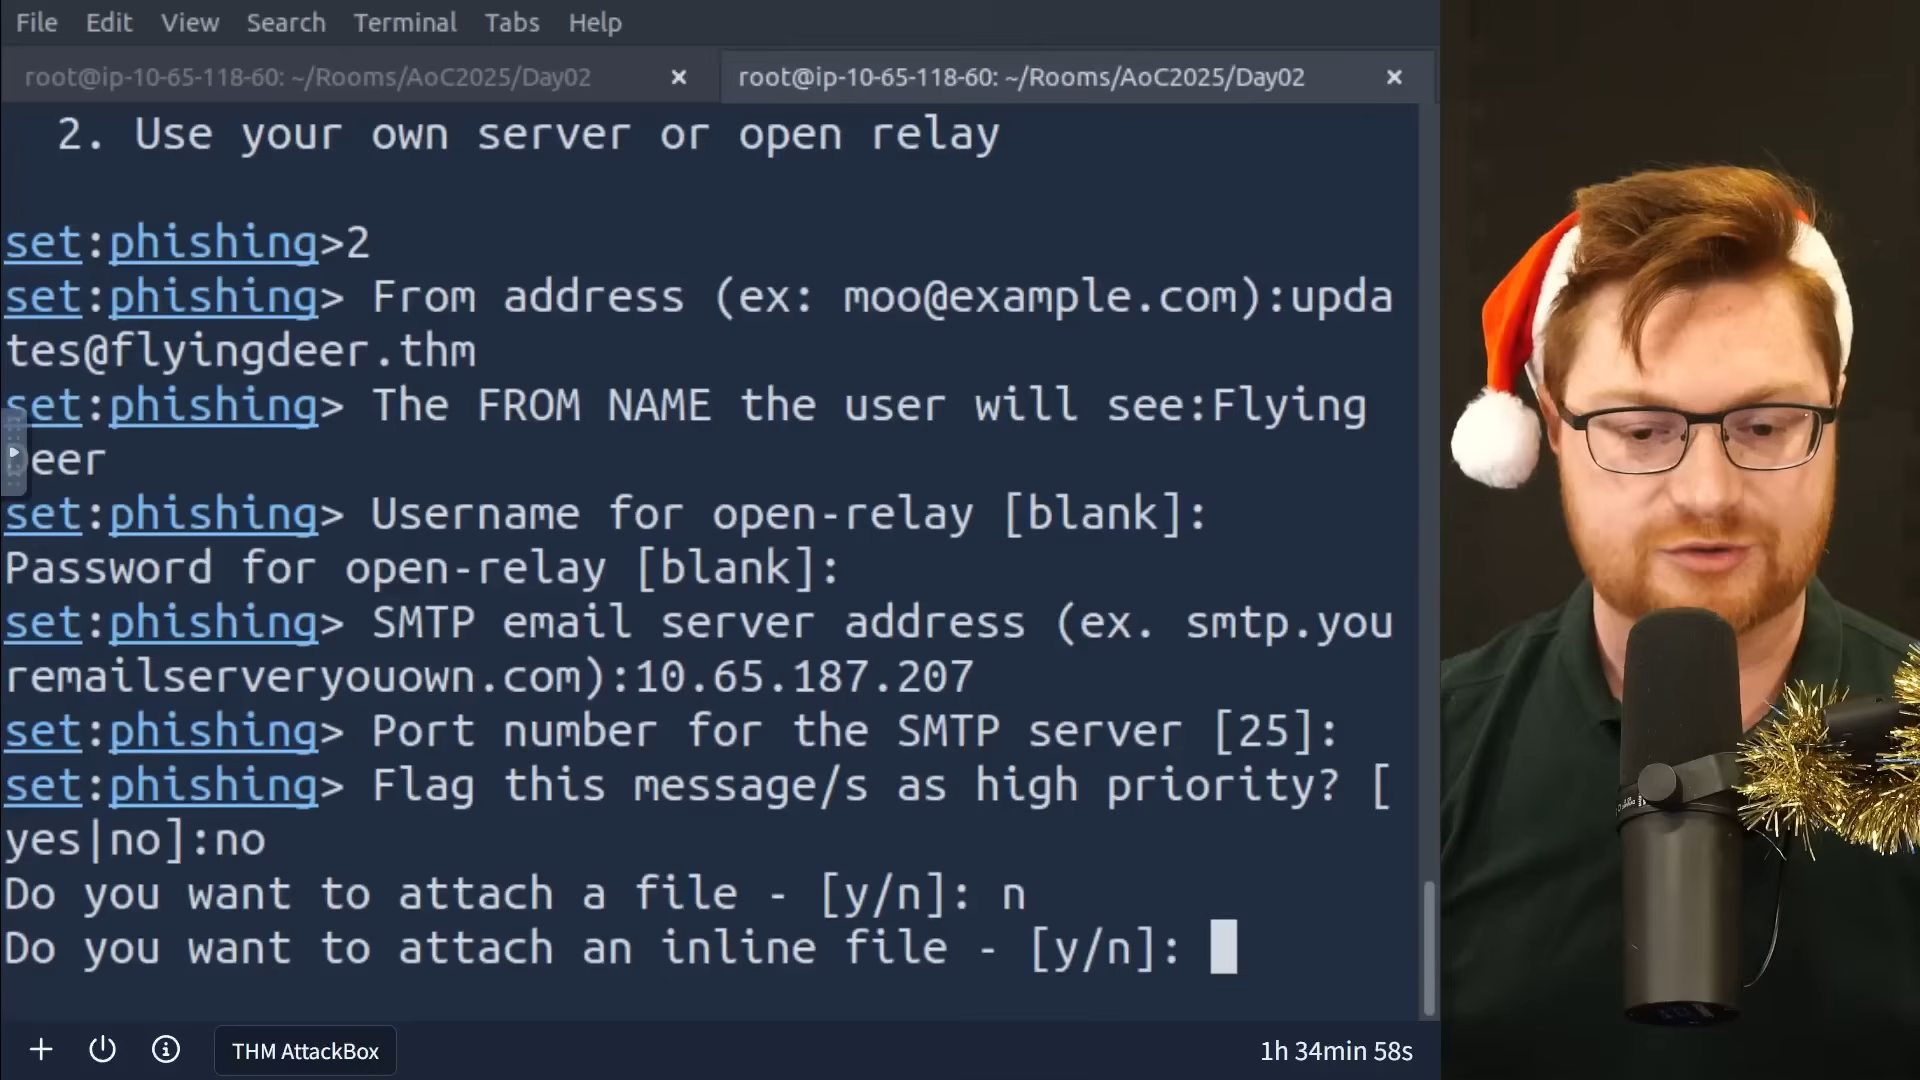 File Edit View Search Terminal Tabs Help
root@ip-10-65-118-60: ~/Rooms/AoC2025/Day02 × root@ip-10-65-118-60: ~/Rooms/AoC2025/Day02 ×
2. Use your own server or open relay
set:phishing>2
set:phishing> From address (ex: moo@example.com):upda
tes@flyingdeer.thm
set:phishing> The FROM NAME the user will see:Flying
eer
set:phishing> Username for open-relay [blank]:
Password for open-relay [blank]:
set:phishing> SMTP email server address (ex. smtp.you
remailserveryouown.com):10.65.187.207
set:phishing> Port number for the SMTP server [25]:
set:phishing> Flag this message/s as high priority? [
yes|no]:no
Do you want to attach a file - [y/n]: n
Do you want to attach an inline file - [y/n]:
THM AttackBox 1h 34min 58s